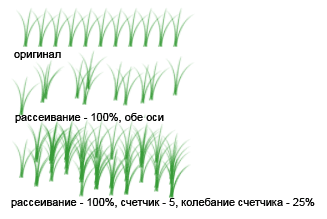 оригинал
рассеивание - 100%, обе оси
рассеивание - 100%, счетчик - 5, колебание счетчика - 25%